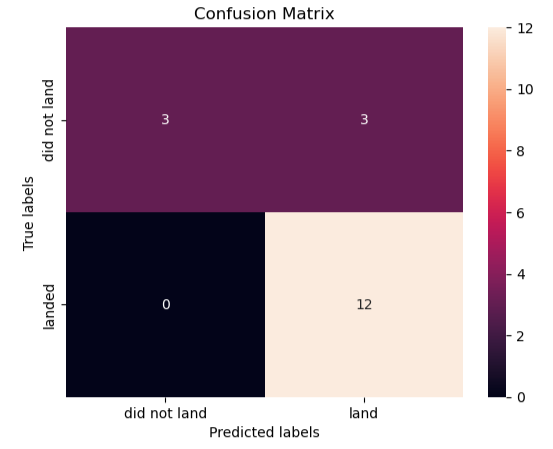 Confusion Matrix
True labels
did not land
landed
3
3
0
12
did not land
land
Predicted labels
12
10
8
6
4
2
0